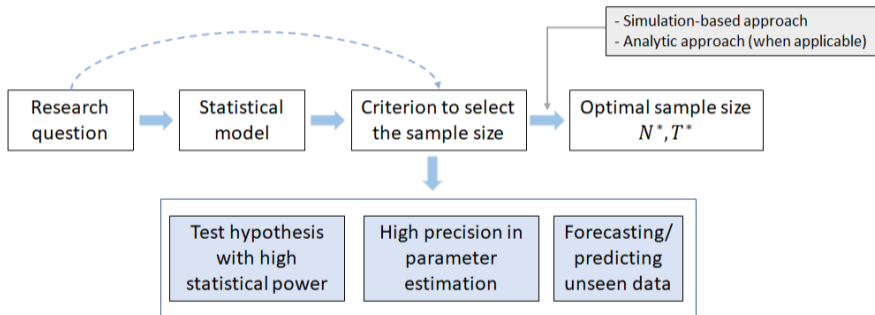 - Simulation-based approach
- Analytic approach (when applicable)
Research
question
Statistical
model
Criterion to select
the sample size
Optimal sample size
N*, T*
Test hypothesis
with high
statistical power
High precision in
parameter
estimation
Forecasting/
predicting
unseen data